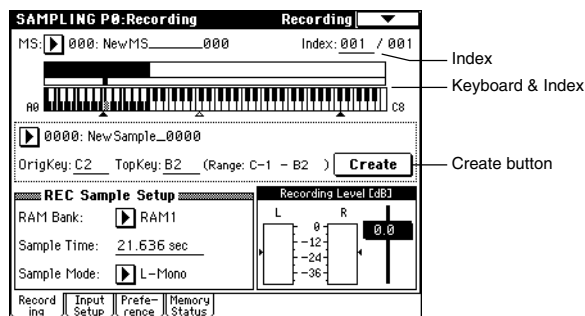 SAMPLING P0:Recording Recording
MS: 000: NewMS______000 Index: 001 / 001
Index
Keyboard & Index
A0 C8
0000: NewSample_0000
OrigKey: C2 TopKey: B2 (Range: C-1 - B2 ) Create
Create button
REC Sample Setup Recording Level [dB]
RAM Bank: RAM1 L R
0
0.0
Sample Time: 21.636 sec -12
-24
Sample Mode: L-Mono -36
Record Input Prefe- Memory
ing Setup rence Status